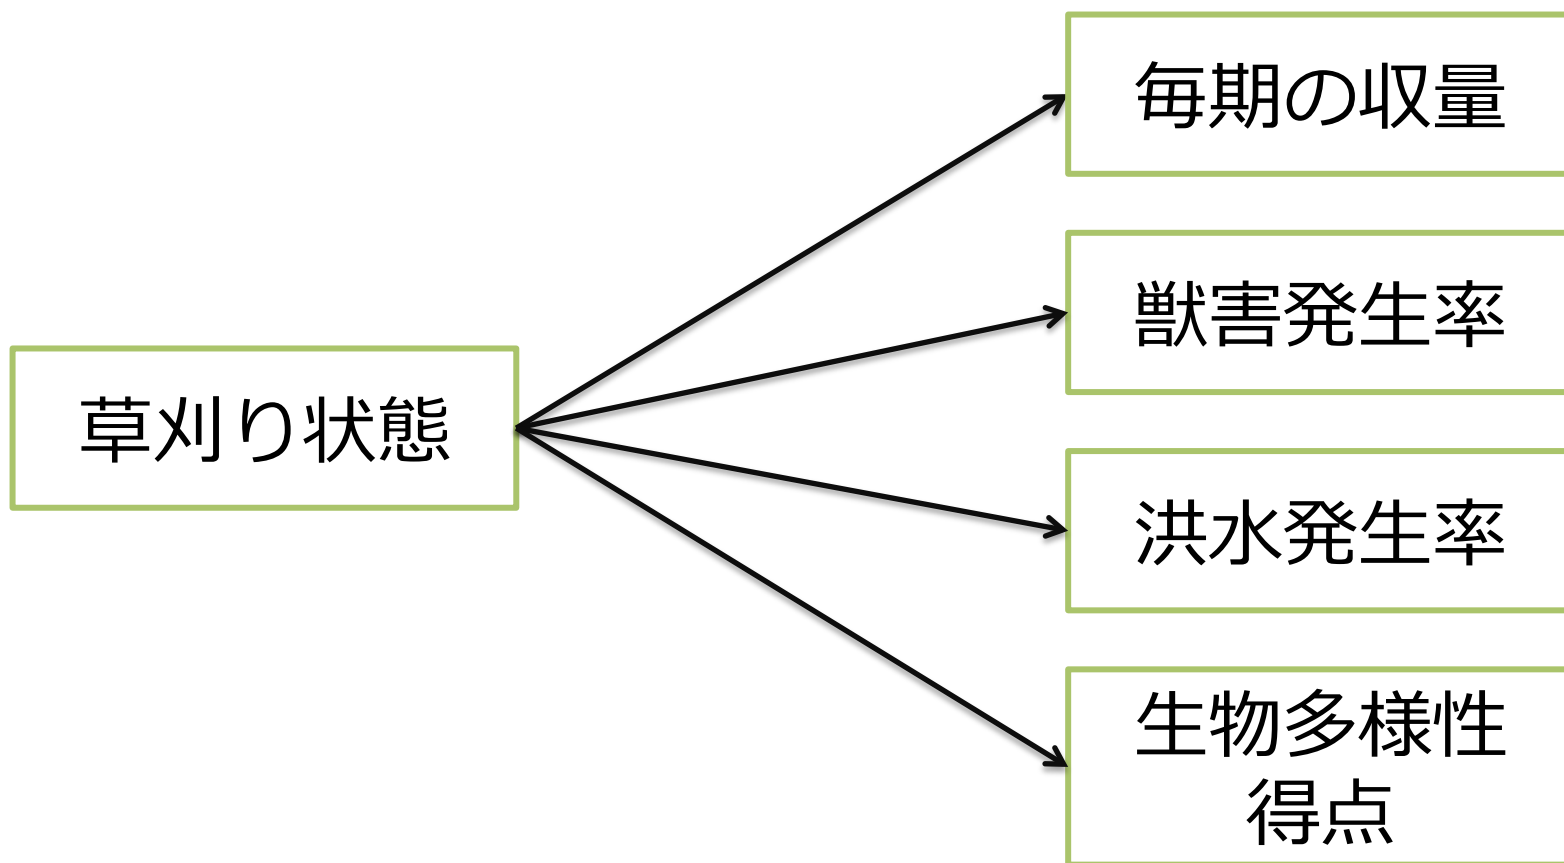 毎期の収量
獣害発生率
草刈り状態
洪水発生率
生物多様性
得点